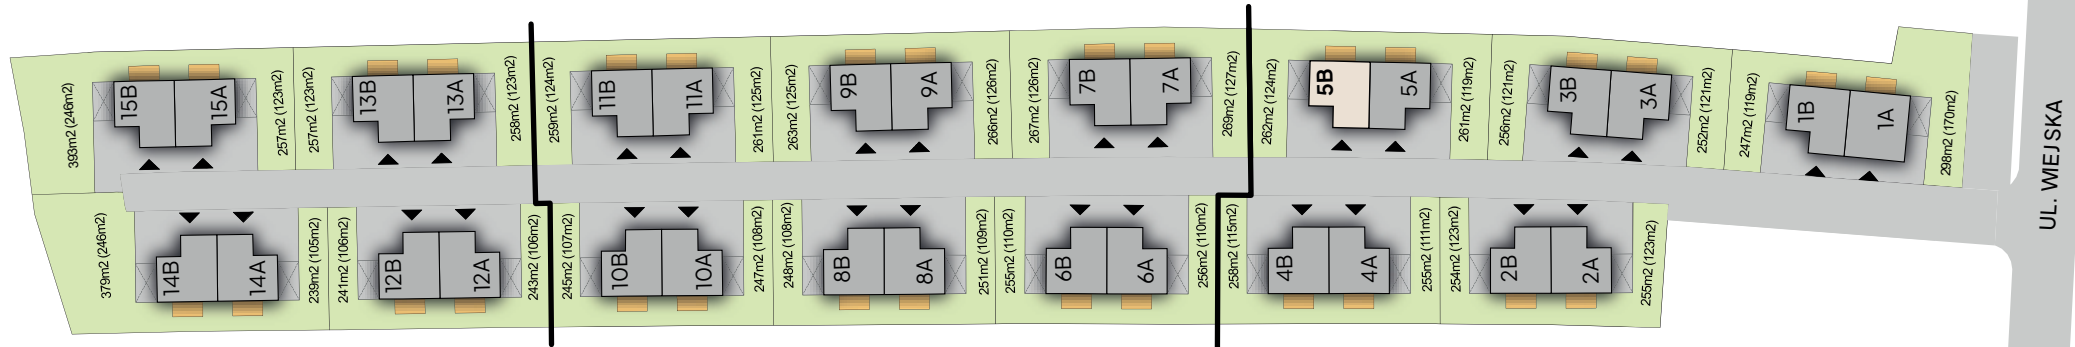 393m2 (246m2)
15B
15A
257m2 (123m2)
257m2 (123m2)
13B
13A
258m2 (123m2)
259m2 (124m2)
11B
11A
261m2 (125m2)
263m2 (125m2)
9B
9A
266m2 (126m2)
267m2 (126m2)
7B
7A
269m2 (127m2)
262m2 (124m2)
5B
5A
261m2 (119m2)
256m2 (121m2)
3B
3A
252m2 (121m2)
247m2 (119m2)
1B
1A
298m2 (170m2)
UL. WIEJSKA
379m2 (246m2)
14B
14A
239m2 (105m2)
241m2 (106m2)
12B
12A
243m2 (106m2)
245m2 (107m2)
10B
10A
247m2 (108m2)
248m2 (108m2)
8B
8A
251m2 (109m2)
255m2 (110m2)
6B
6A
256m2 (110m2)
258m2 (115m2)
4B
4A
255m2 (111m2)
254m2 (123m2)
2B
2A
255m2 (123m2)